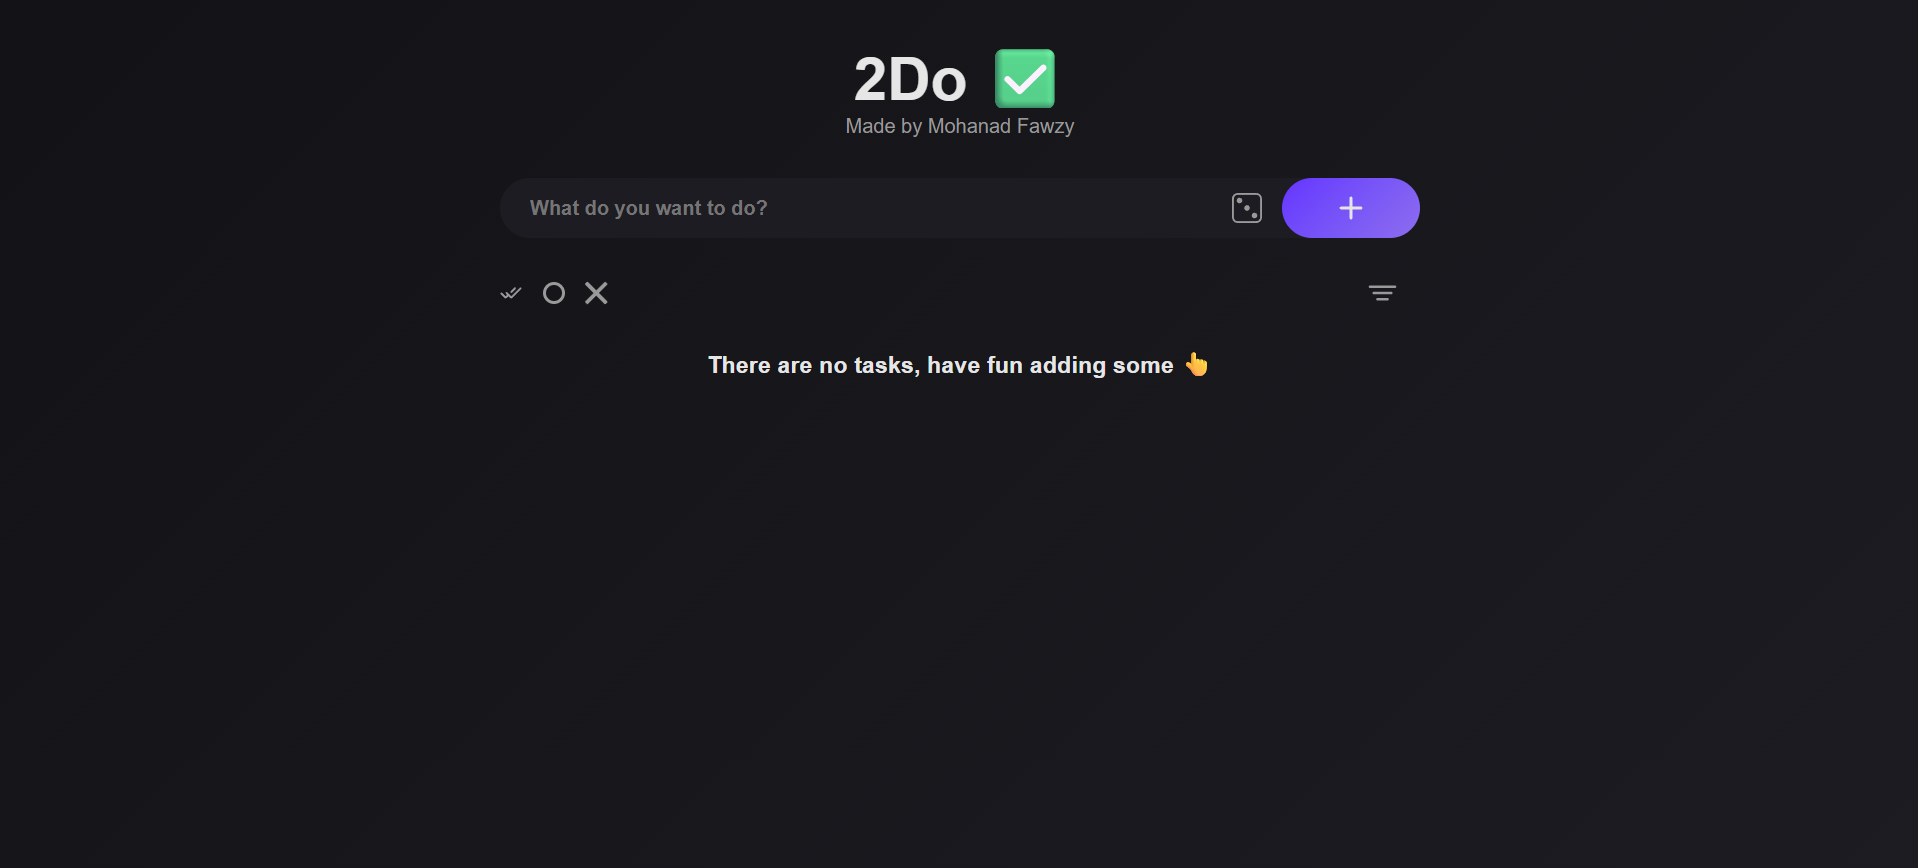 2Do ✅
Made by Mohanad Fawzy
What do you want to do?
There are no tasks, have fun adding some 👆